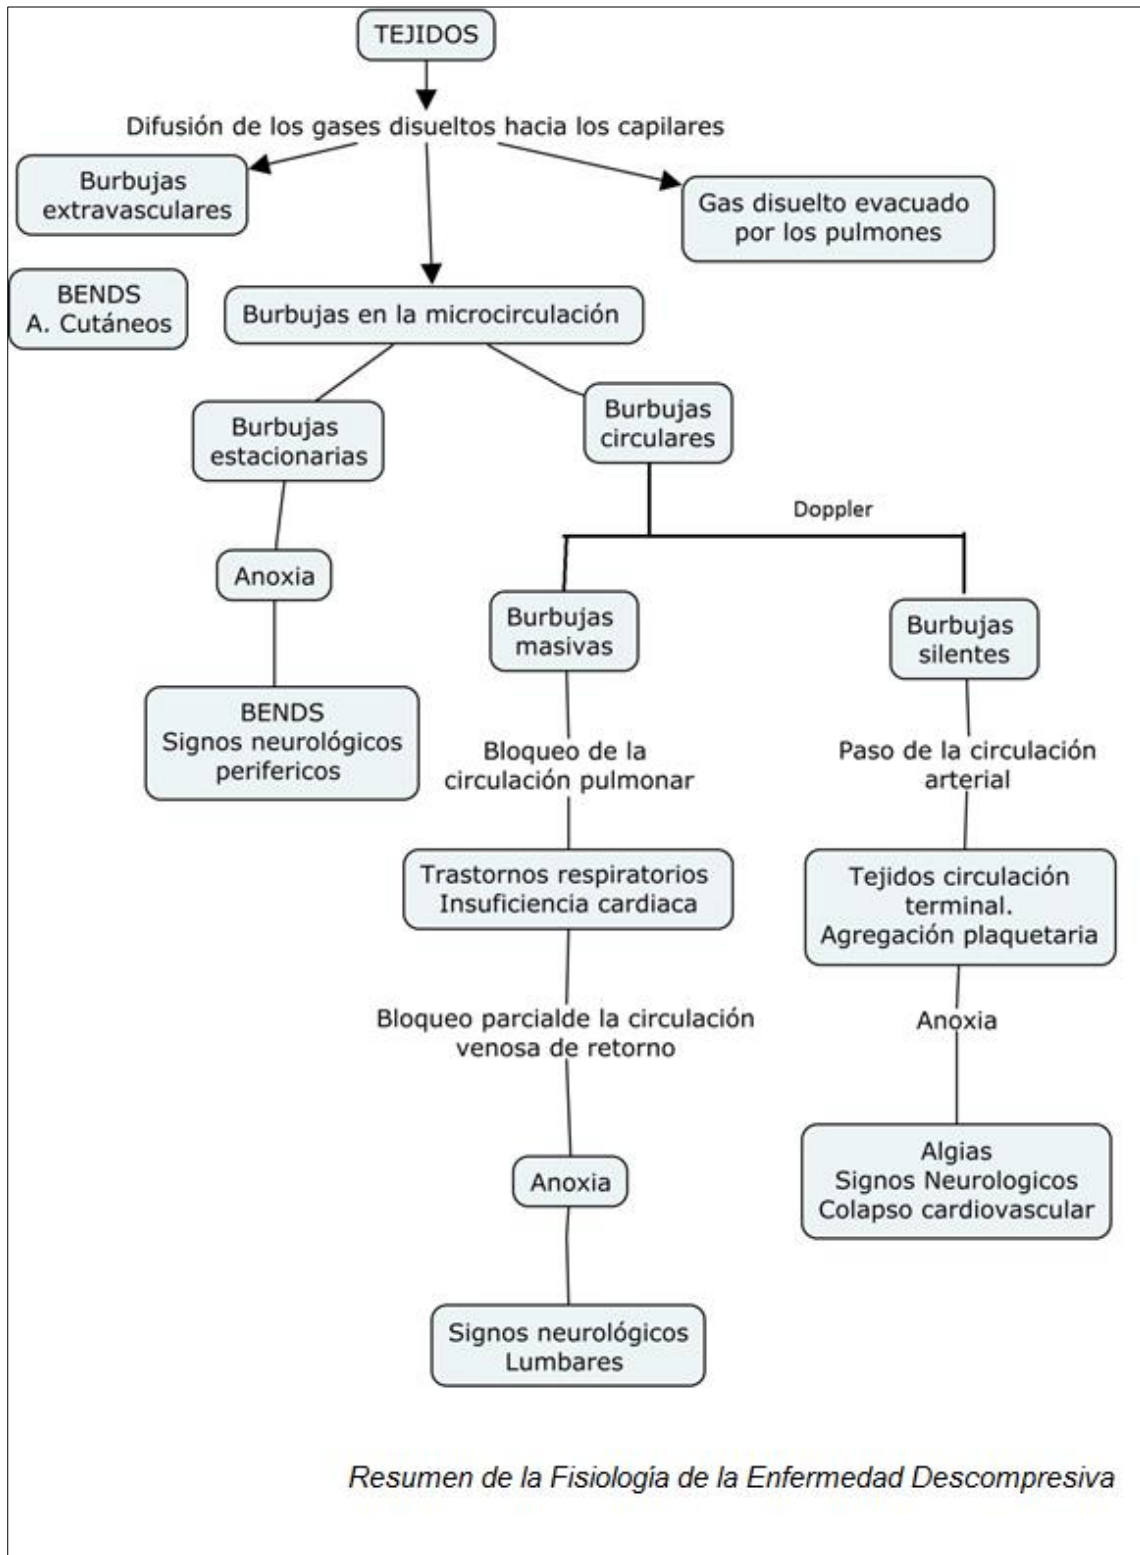 TEJIDOS
Difusión de los gases disueltos hacia los capilares
Burbujas
extravasculares
Gas disuelto evacuado
por los pulmones
BENDS
A. Cutáneos
Burbujas en la microcirculación
Burbujas
estacionarias
Burbujas
circulares
Doppler
Anoxia
Burbujas
masivas
Burbujas
silentes
BENDS
Signos neurológicos
perifericos
Bloqueo de la
circulación pulmonar
Paso de la circulación
arterial
Trastornos respiratorios
Insuficiencia cardiaca
Tejidos circulación
terminal.
Agregación plaquetaria
Bloqueo parcialde la circulación
venosa de retorno
Anoxia
Anoxia
Algias
Signos Neurologicos
Colapso cardiovascular
Signos neurológicos
Lumbares
Resumen de la Fisiología de la Enfermedad Descompresiva